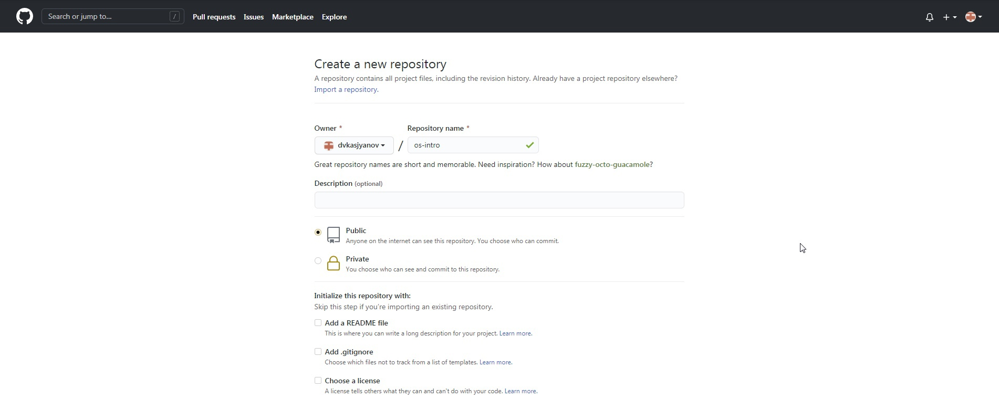 Search or jump to... /
Pull requests Issues Marketplace Explore
Create a new repository
A repository contains all project files, including the revision history. Already have a project repository elsewhere?
Import a repository.
Owner * Repository name *
dvkasjyanov / os-intro
Great repository names are short and memorable. Need inspiration? How about fuzzy-octo-guacamole?
Description (optional)
Public
Anyone on the internet can see this repository. You choose who can commit.
Private
You choose who can see and commit to this repository.
Initialize this repository with:
Skip this step if you’re importing an existing repository.
Add a README file
This is where you can write a long description for your project. Learn more.
Add .gitignore
Choose which files not to track from a list of templates. Learn more.
Choose a license
A license tells others what they can and can't do with your code. Learn more.